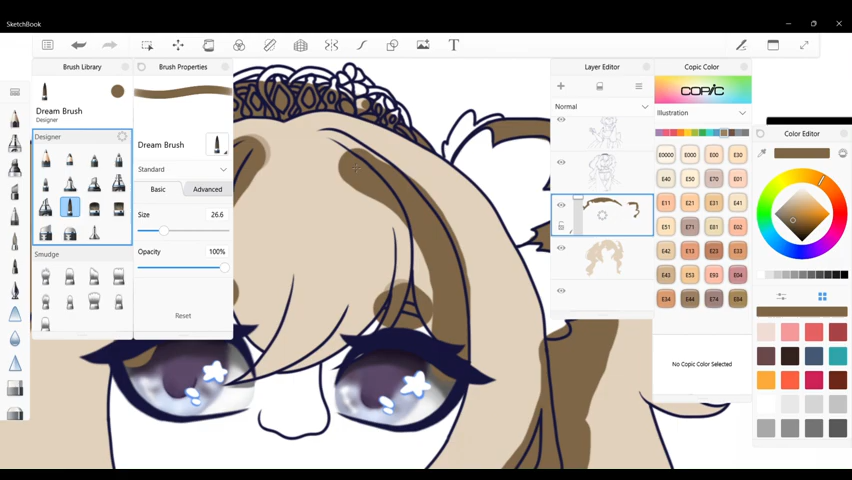 SketchBook
T
Brush Library
Brush Properties
Layer Editor
Copic Color
Dream Brush
Designer
Designer
Smudge
Dream Brush
Standard
Basic
Advanced
Size
26.6
Opacity
100%
Reset
Normal
COPIC
Illustration
E0000 E000 E00 E30
E40 E50 E70 E01
E11 E21 E31 E41
E51 E71 E81 E02
E42 E13 E23 E33
E43 E53 E93 E04
E34 E44 E74 E84
No Copic Color Selected
Color Editor